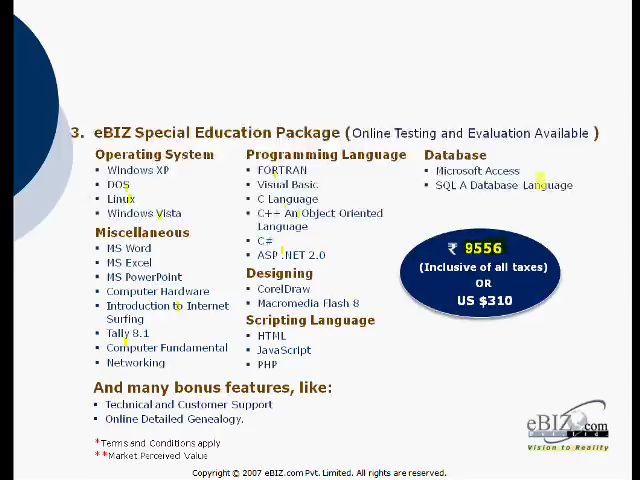 3. eBIZ Special Education Package (Online Testing and Evaluation Available )
Operating System
▪ Windows XP
▪ DOS
▪ Linux
▪ Windows Vista
Miscellaneous
▪ MS Word
▪ MS Excel
▪ MS PowerPoint
▪ Computer Hardware
▪ Introduction to Internet
Surfing
▪ Tally 8.1
▪ Computer Fundamental
▪ Networking
Programming Language
▪ FORTRAN
▪ Visual Basic
▪ C Language
▪ C++ An Object Oriented
Language
▪ C#
▪ ASP .NET 2.0
Designing
▪ CorelDraw
▪ Macromedia Flash 8
Scripting Language
▪ HTML
▪ JavaScript
▪ PHP
Database
▪ Microsoft Access
▪ SQL A Database Language
₹ 9556
(Inclusive of all taxes)
OR
US $310
And many bonus features, like:
▪ Technical and Customer Support
▪ Online Detailed Genealogy.
*Terms and Conditions apply
**Market Perceived Value
eBIZ.com
Pvt. Ltd.
Vision to Reality
Copyright © 2007 eBIZ.com Pvt. Limited. All rights are reserved.